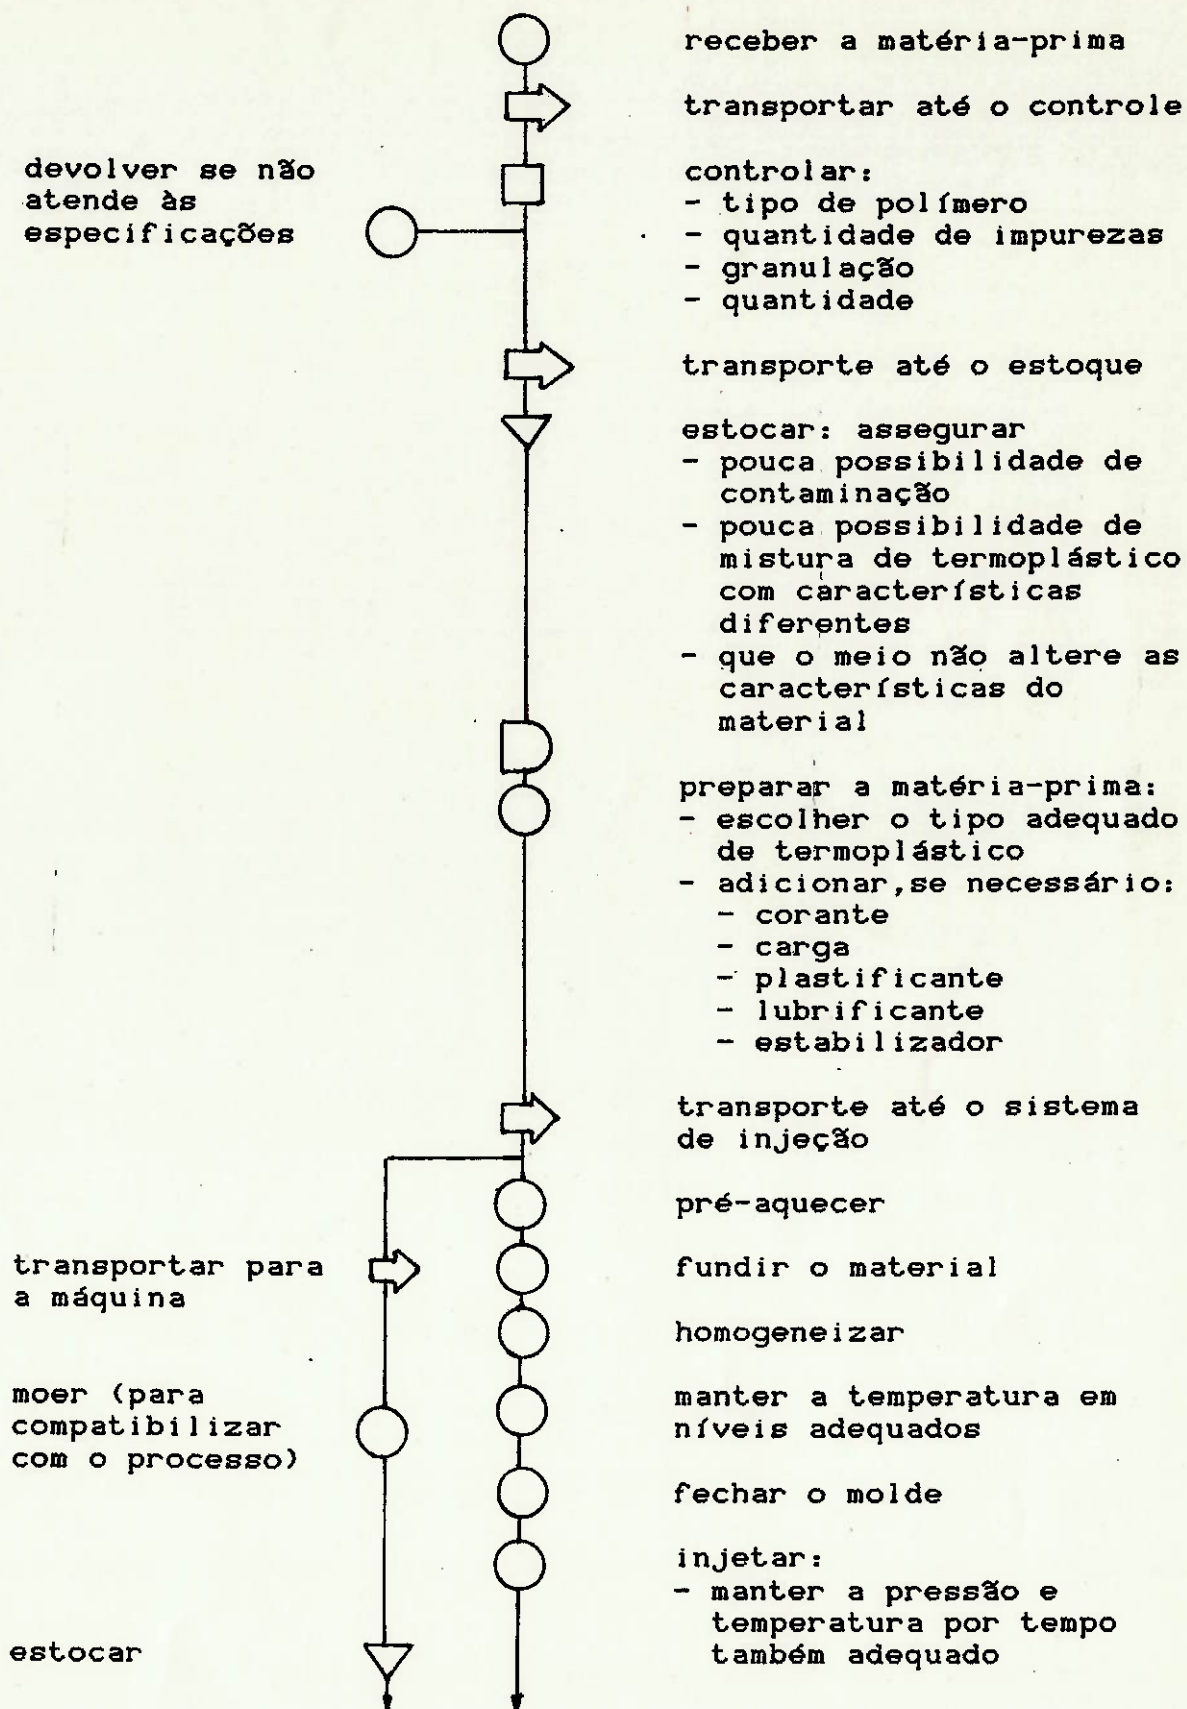 receber a matéria-prima
transportar até o controle
devolver se não
atende às
especificações
controlar:
- tipo de polímero
- quantidade de impurezas
- granulação
- quantidade
transporte até o estoque
estocar: assegurar
- pouca possibilidade de
contaminação
- pouca possibilidade de
mistura de termoplástico
com características
diferentes
- que o meio não altere as
características do
material
preparar a matéria-prima:
- escolher o tipo adequado
de termoplástico
- adicionar,se necessário:
- corante
- carga
- plastificante
- lubrificante
- estabilizador
transporte até o sistema
de injeção
pré-aquecer
transportar para
a máquina
fundir o material
homogeneizar
moer (para
compatibilizar
com o processo)
manter a temperatura em
níveis adequados
fechar o molde
injetar:
- manter a pressão e
temperatura por tempo
também adequado
estocar